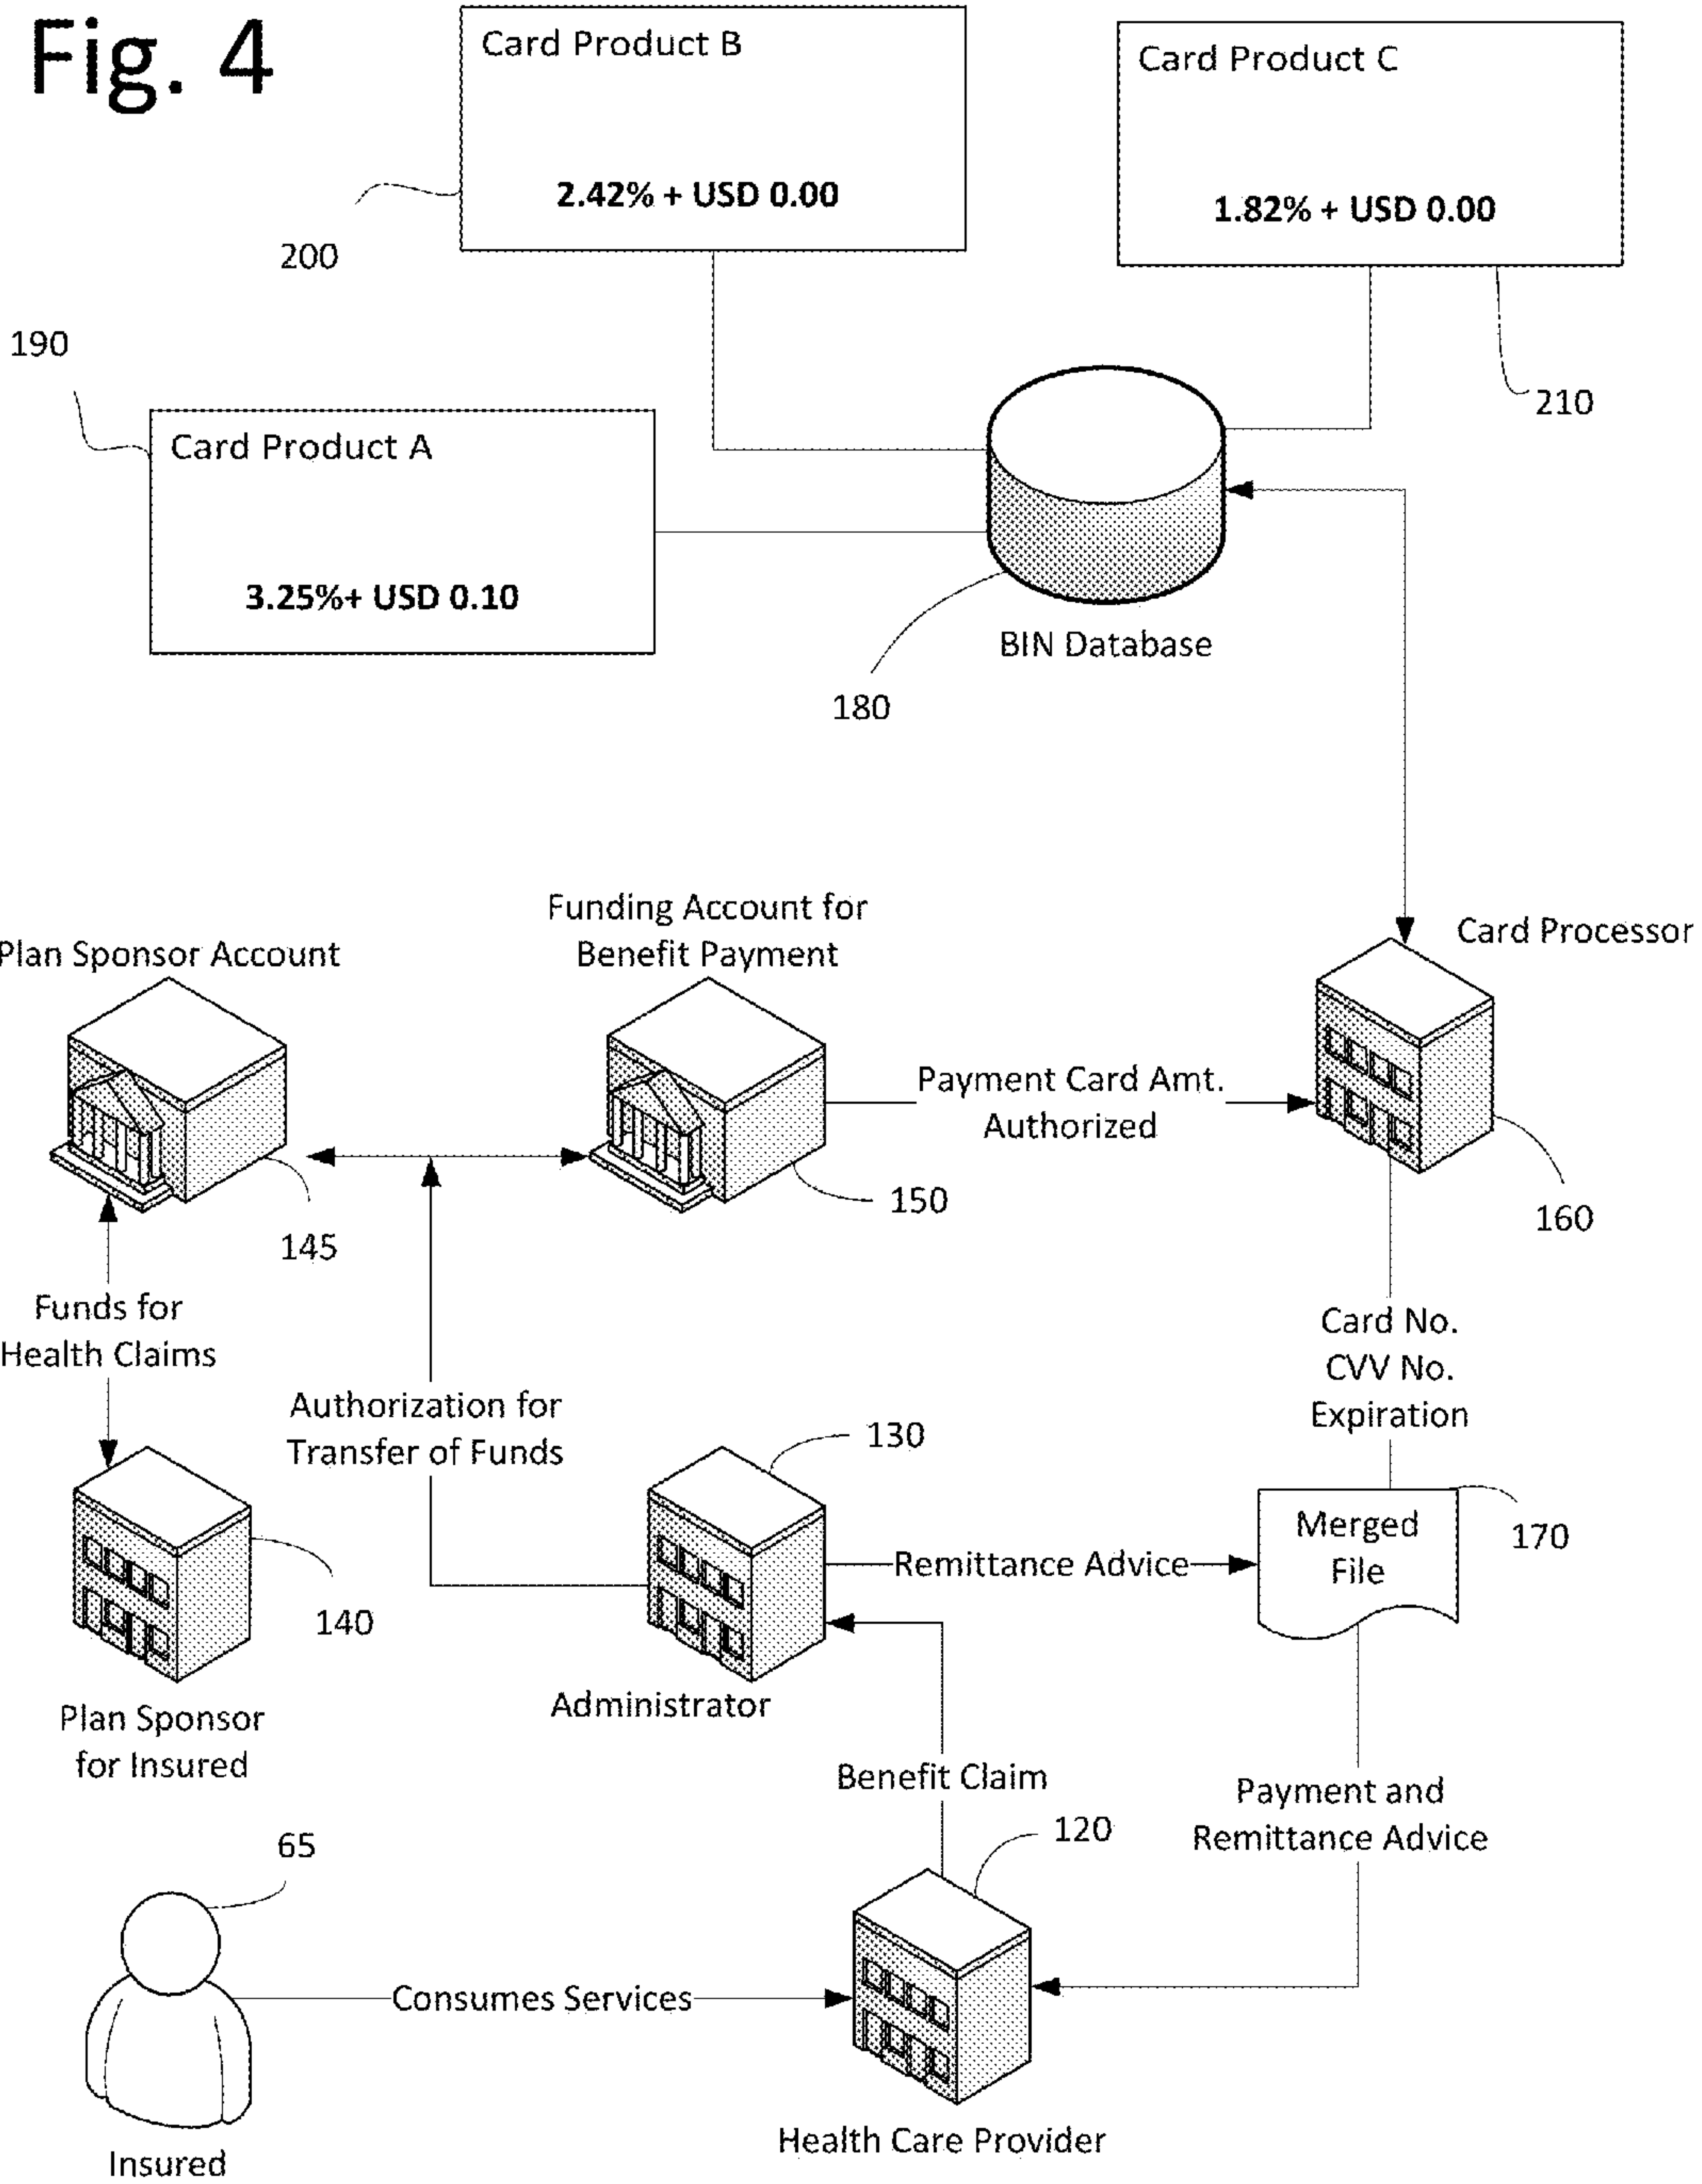 Fig. 4
Card Product B
2.42% + USD 0.00
200
Card Product C
1.82% + USD 0.00
210
190
Card Product A
3.25%+ USD 0.10
BIN Database
180
Plan Sponsor Account
145
Funding Account for
Benefit Payment
150
Payment Card Amt.
Authorized
Card Processor
160
Funds for
Health Claims
Authorization for
Transfer of Funds
130
Card No.
CVV No.
Expiration
140
Plan Sponsor
for Insured
Administrator
Remittance Advice
Merged
File
170
Benefit Claim
120
Payment and
Remittance Advice
65
Consumes Services
Insured
Health Care Provider